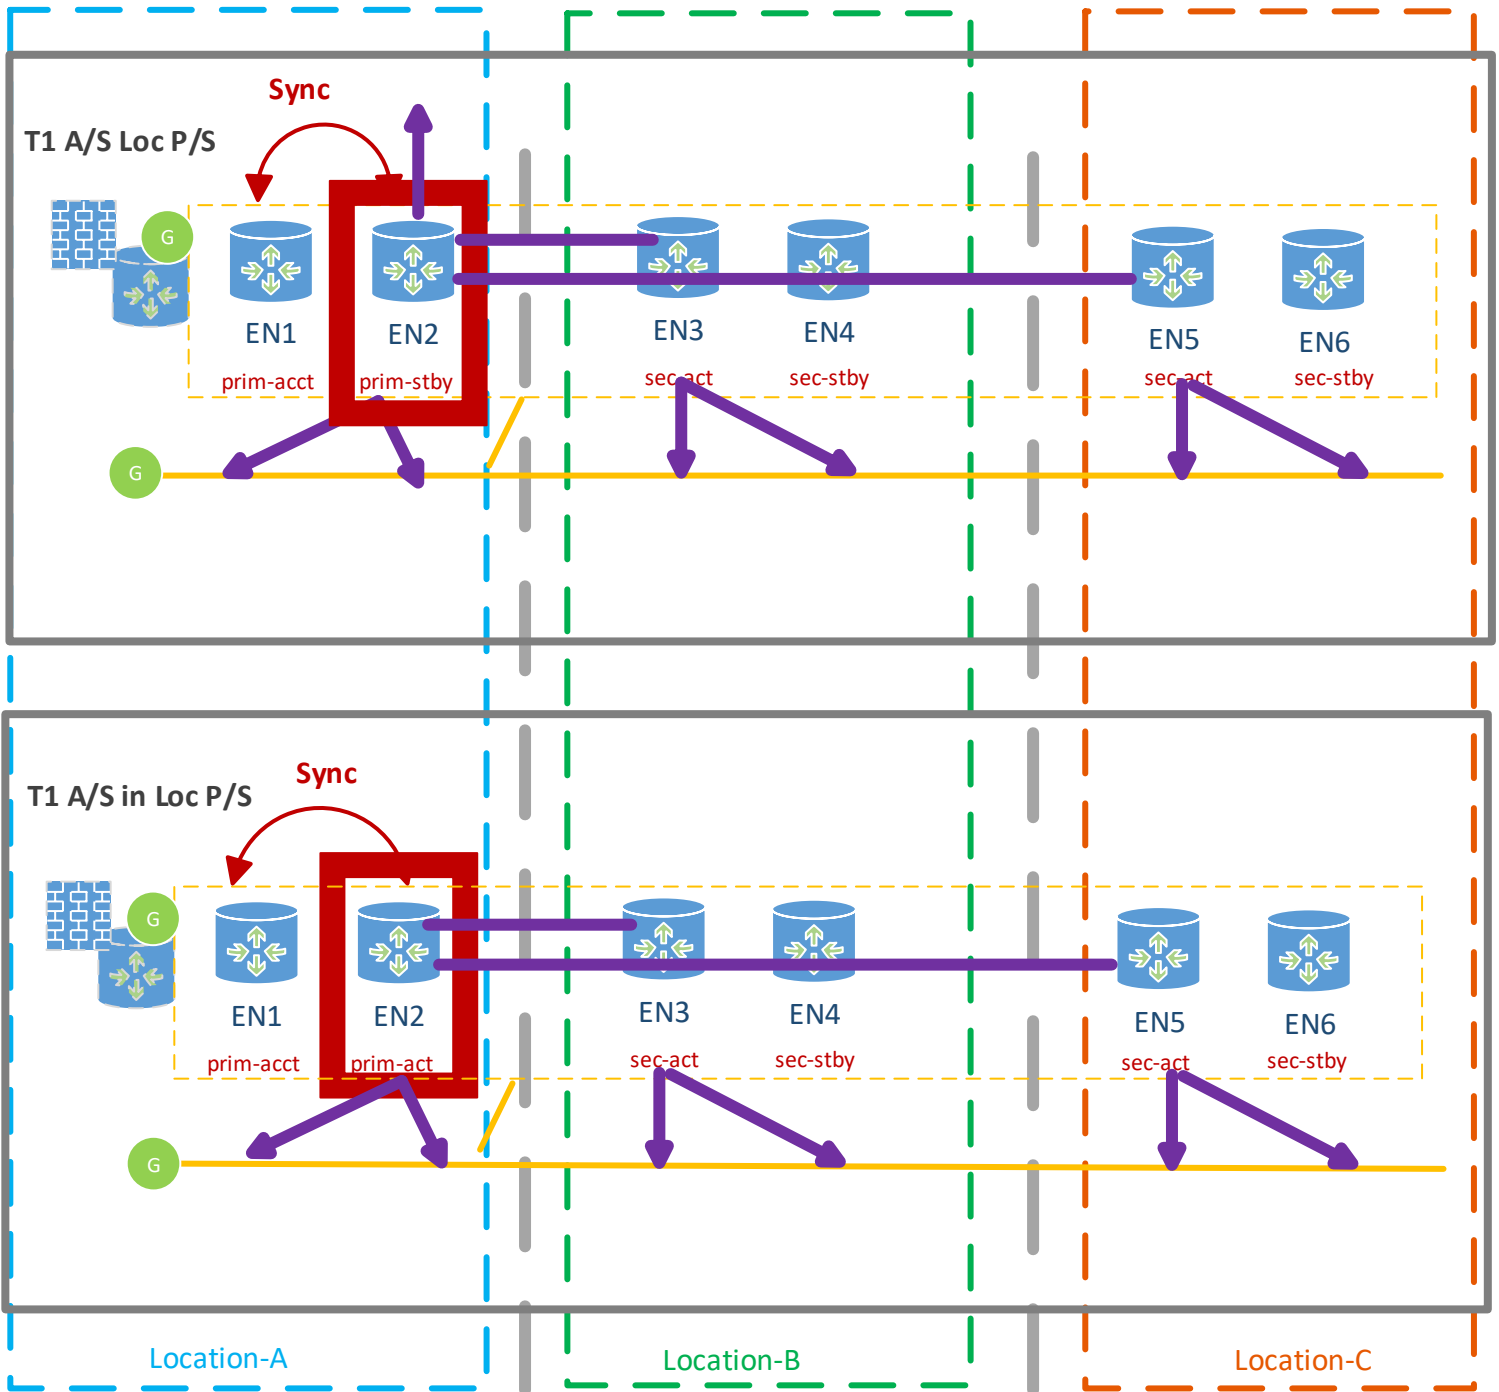 Sync
T1 A/S Loc P/S
G
EN1
EN2
EN3
EN4
EN5
EN6
prim-acct
prim-stby
sec-act
sec-stby
sec-act
sec-stby
G
Sync
T1 A/S in Loc P/S
G
EN1
EN2
EN3
EN4
EN5
EN6
prim-acct
prim-act
sec-act
sec-stby
sec-act
sec-stby
G
Location-A
Location-B
Location-C